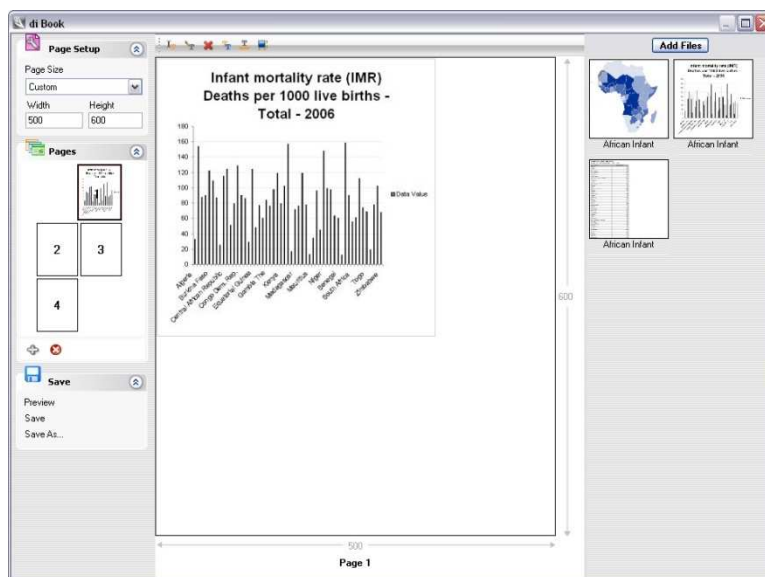 di Book
Page Setup
Page Size
Custom
Width Height
500 600
Pages
2 3
4
Save
Preview
Save
Save As...
Infant mortality rate (IMR)
Deaths per 1000 live births -
Total - 2006
180
160
140
120
100
80
60
40
20
0
Data Value
Algeria
Burkina Faso
Central African Republic
Congo Dem. Rep.
Equatorial Guinea
Gambia The
Kenya
Madagascar
Mauritius
Niger
Senegal
South Africa
Togo
Zimbabwe
600
500
Page 1
Add Files
African Infant African Infant
African Infant